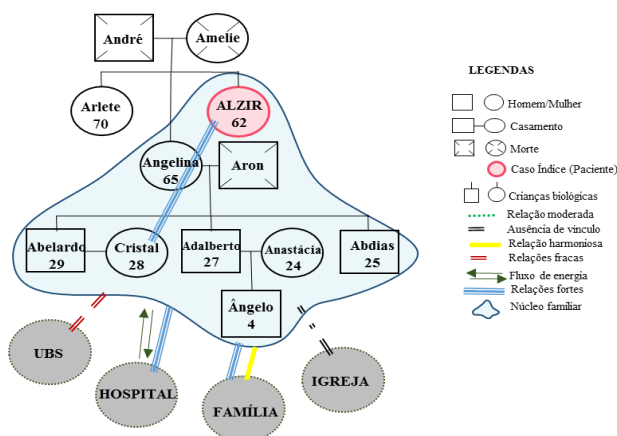 André
Amelie
Arlete
70
ALZIR
62
Angelina
65
Aron
Abelardo
29
Cristal
28
Adalberto
27
Anastácia
24
Abdias
25
Ângelo
4
UBS
HOSPITAL
FAMÍLIA
IGREJA
LEGENDAS
Homem/Mulher
Casamento
Morte
Caso Índice (Paciente)
Crianças biológicas
Relação moderada
Ausência de vínculo
Relação harmoniosa
Relações fracas
Fluxo de energia
Relações fortes
Núcleo familiar